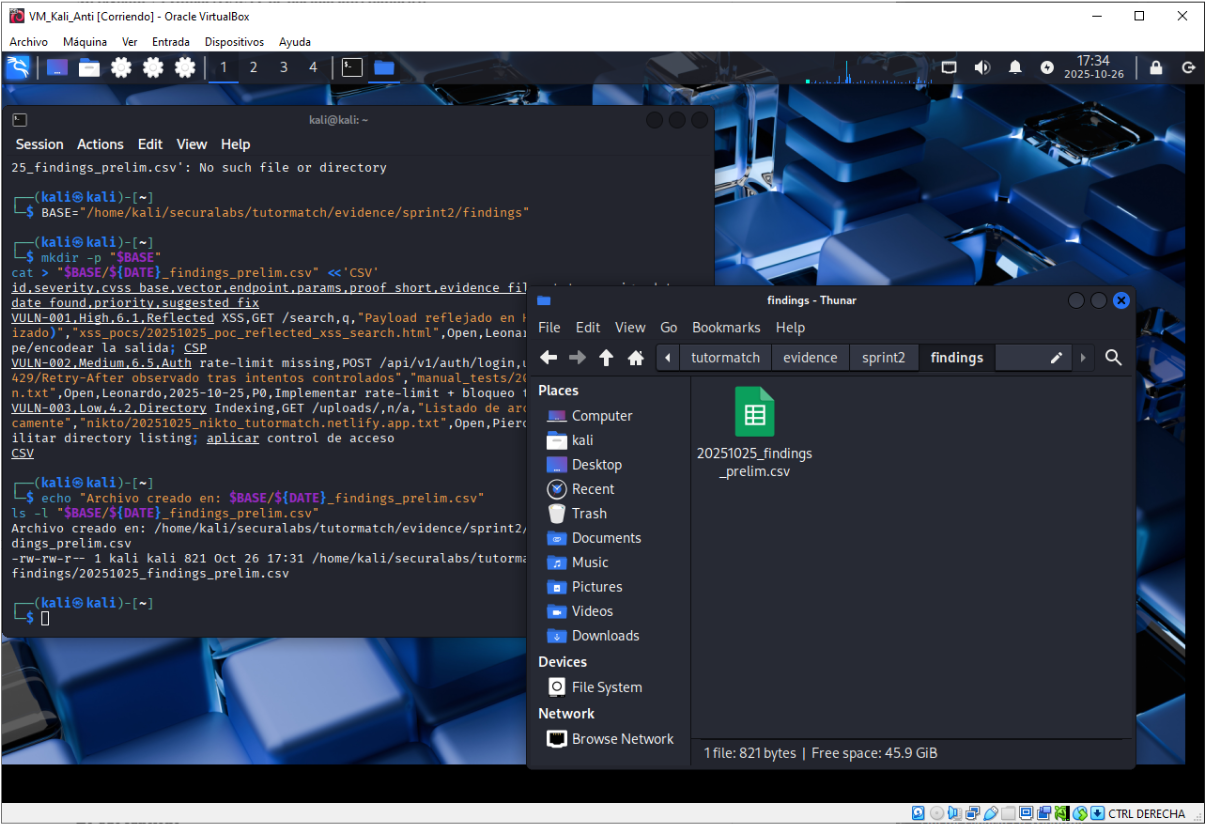 VM_Kali_Anti [Corriendo] - Oracle VirtualBox
Archivo Máquina Ver Entrada Dispositivos Ayuda
1 2 3 4
17:34
2025-10-26
kali@kali: ~
Session Actions Edit View Help
25_findings_prelim.csv': No such file or directory
┌──(kali㉿kali)-[~]
└─$ BASE="/home/kali/securalabs/tutormatch/evidence/sprint2/findings"
┌──(kali㉿kali)-[~]
└─$ mkdir -p "$BASE"
cat > "$BASE/${DATE}_findings_prelim.csv" <<'CSV'
id,severity,cvss_base,vector,endpoint,params,proof_short,evidence_fil
date_found,priority,suggested_fix
VULN-001,High,6.1,Reflected XSS,GET /search,q,"Payload reflejado en
izado)","xss_pocs/20251025_poc_reflected_xss_search.html",Open,Leonar
pe/encodear la salida; CSP
VULN-002,Medium,6.5,Auth rate-limit missing,POST /api/v1/auth/login,u
429/Retry-After observado tras intentos controlados","manual_tests/20
n.txt",Open,Leonardo,2025-10-25,P0,Implementar rate-limit + bloqueo t
VULN-003,Low,4.2,Directory Indexing,GET /uploads/,n/a,"Listado de arc
camente","nikto/20251025_nikto_tutormatch.netlify.app.txt",Open,Pierc
ilitar directory listing; aplicar control de acceso
CSV
┌──(kali㉿kali)-[~]
└─$ echo "Archivo creado en: $BASE/${DATE}_findings_prelim.csv"
ls -l "$BASE/${DATE}_findings_prelim.csv"
Archivo creado en: /home/kali/securalabs/tutormatch/evidence/sprint2/
dings_prelim.csv
-rw-rw-r-- 1 kali kali 821 Oct 26 17:31 /home/kali/securalabs/tutorma
findings/20251025_findings_prelim.csv
┌──(kali㉿kali)-[~]
└─$
findings - Thunar
File Edit View Go Bookmarks Help
tutormatch evidence sprint2 findings
Places
Computer
kali
Desktop
Recent
Trash
Documents
Music
Pictures
Videos
Downloads
Devices
File System
Network
Browse Network
20251025_findings
_prelim.csv
1 file: 821 bytes | Free space: 45.9 GiB
CTRL DERECHA